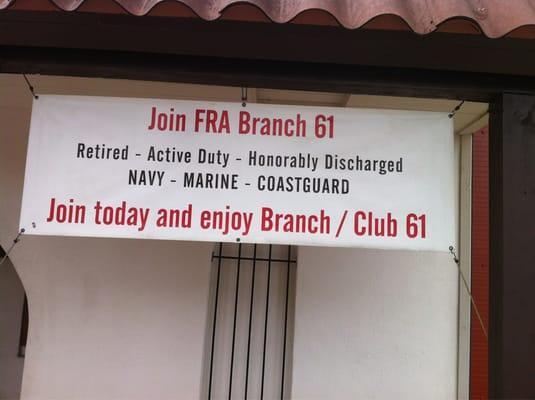 Join FRA Branch 61
Retired - Active Duty - Honorably Discharged
NAVY - MARINE - COASTGUARD
Join today and enjoy Branch / Club 61